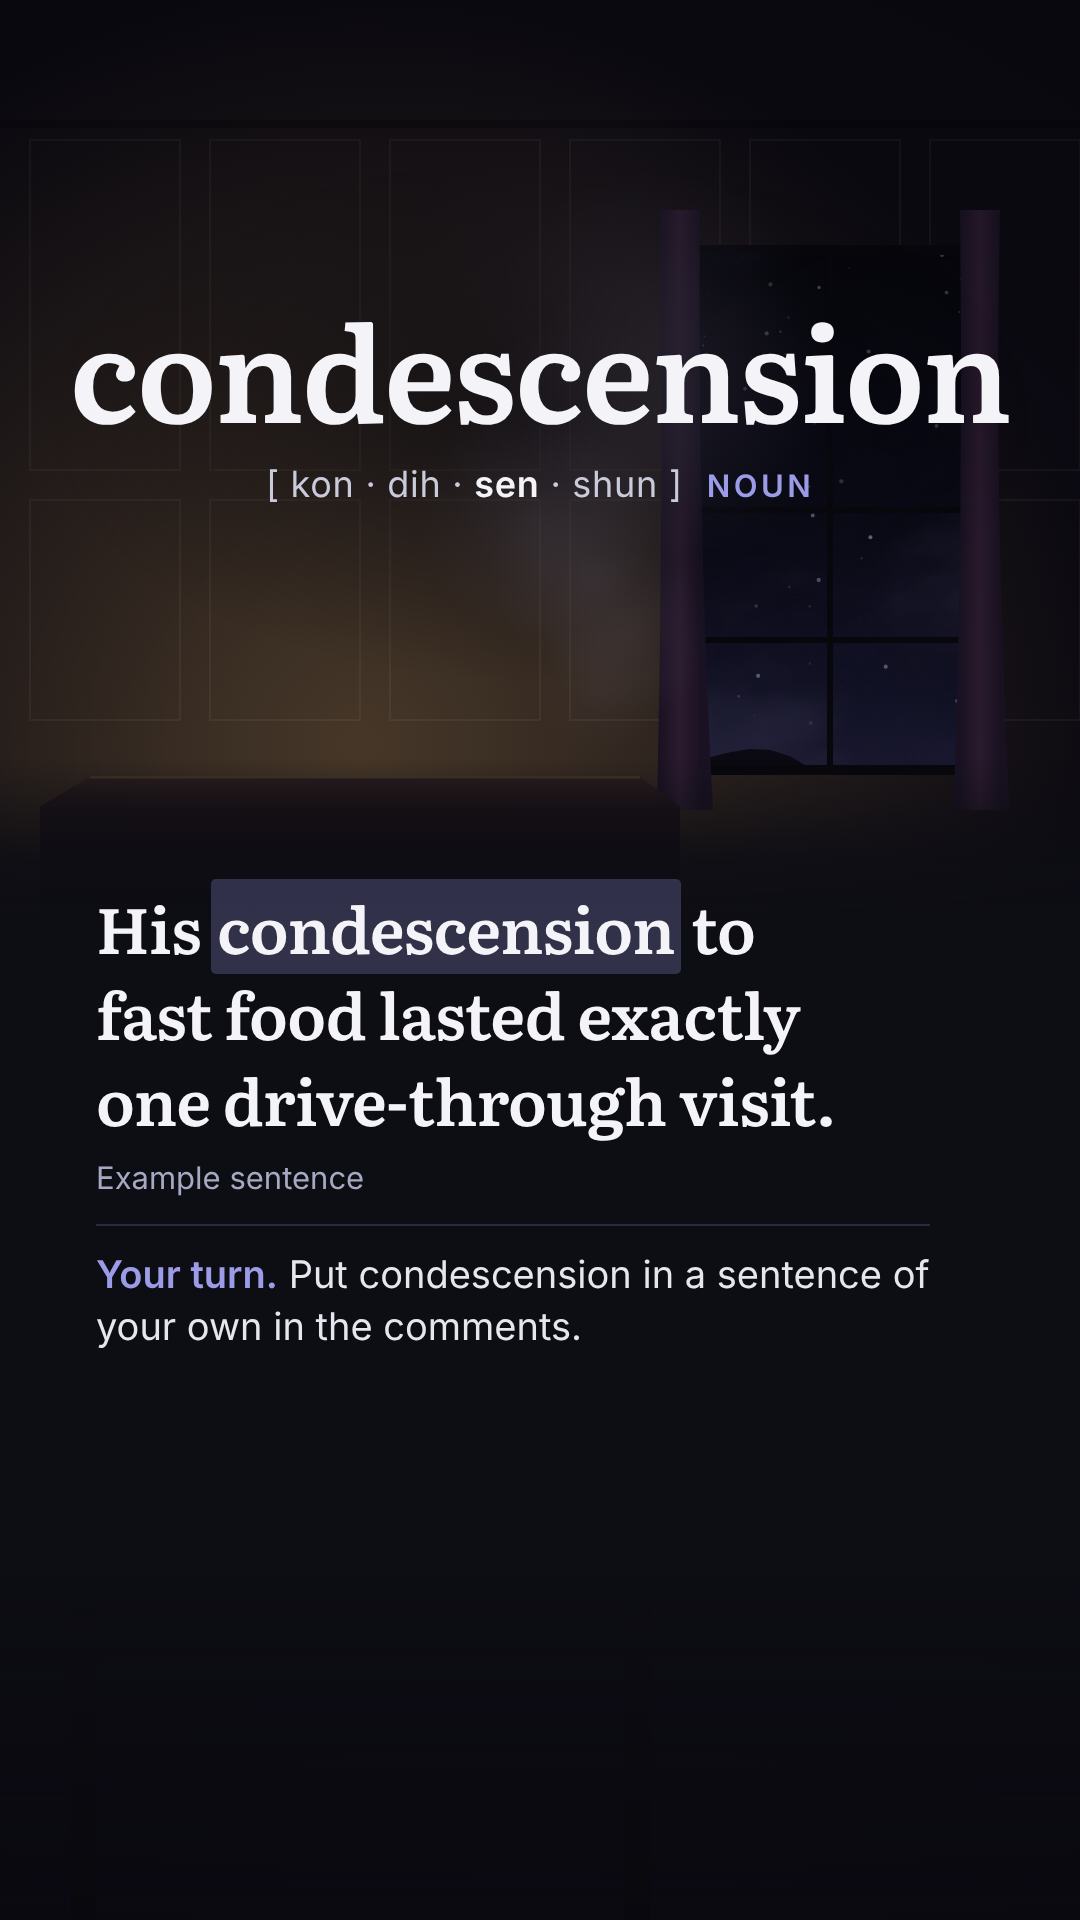 condescension
[ kon · dih · sen · shun ] NOUN
His condescension to
fast food lasted exactly
one drive-through visit.
Example sentence
Your turn. Put condescension in a sentence of
your own in the comments.